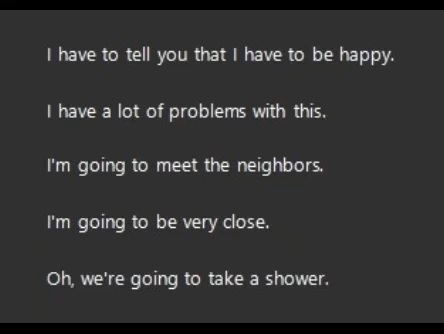 I have to tell you that I have to be happy.
I have a lot of problems with this.
I'm going to meet the neighbors.
I'm going to be very close.
Oh, we're going to take a shower.